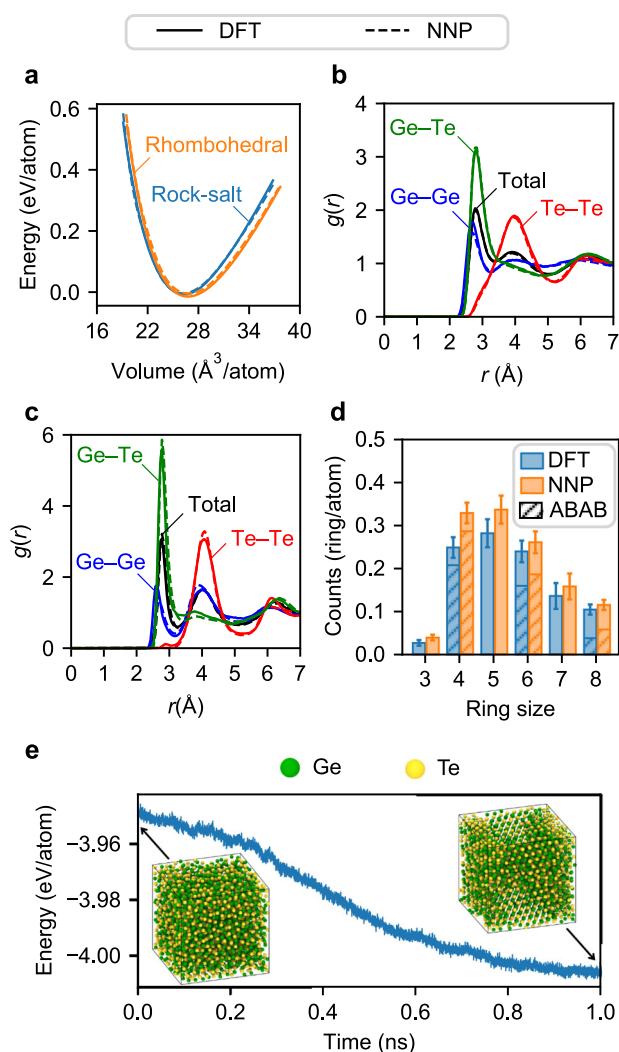 DFT NNP
a
Energy (eV/atom)
0.6
0.4
0.2
0.0
Rhombohedral
Rock-salt
16 22 28 34 40
Volume (Å³/atom)
b
g(r)
4
3
2
1
0
Ge–Te
Total
Ge–Ge
Te–Te
0 1 2 3 4 5 6 7
r (Å)
c
g(r)
6
4
2
0
Ge–Te
Total
Ge–Ge
Te–Te
0 1 2 3 4 5 6 7
r(Å)
d
Counts (ring/atom)
0.5
0.4
0.3
0.2
0.1
0.0
DFT
NNP
ABAB
3 4 5 6 7 8
Ring size
e
Ge Te
Energy (eV/atom)
−3.96
−3.98
−4.00
0.0 0.2 0.4 0.6 0.8 1.0
Time (ns)